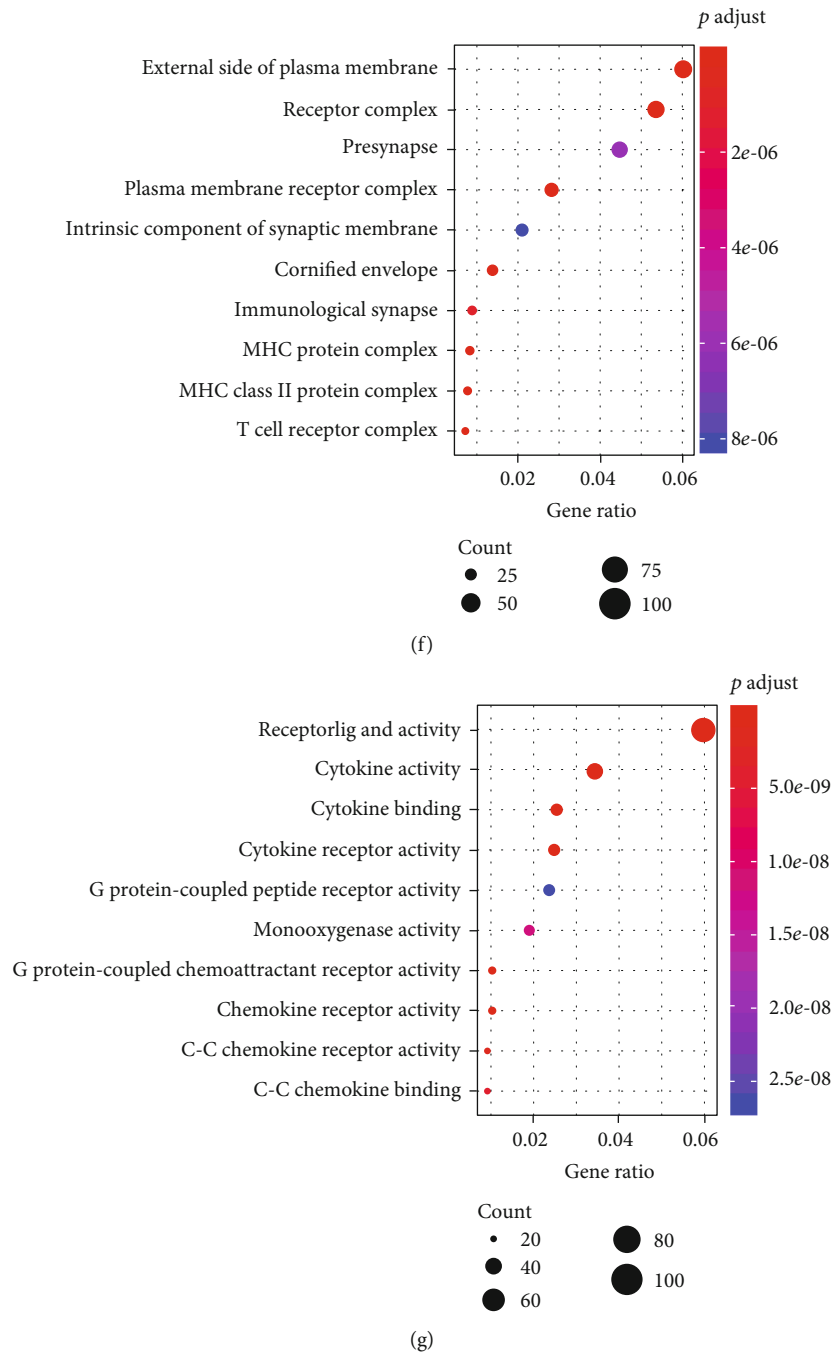 p adjust
External side of plasma membrane
Receptor complex
Presynapse
Plasma membrane receptor complex
Intrinsic component of synaptic membrane
Cornified envelope
Immunological synapse
MHC protein complex
MHC class II protein complex
T cell receptor complex
2e-06
4e-06
6e-06
8e-06
0.02 0.04 0.06
Gene ratio
Count
25 75
50 100
(f)
p adjust
Receptorlig and activity
Cytokine activity
Cytokine binding
Cytokine receptor activity
G protein-coupled peptide receptor activity
Monooxygenase activity
G protein-coupled chemoattractant receptor activity
Chemokine receptor activity
C-C chemokine receptor activity
C-C chemokine binding
5.0e-09
1.0e-08
1.5e-08
2.0e-08
2.5e-08
0.02 0.04 0.06
Gene ratio
Count
20 80
40 100
60
(g)